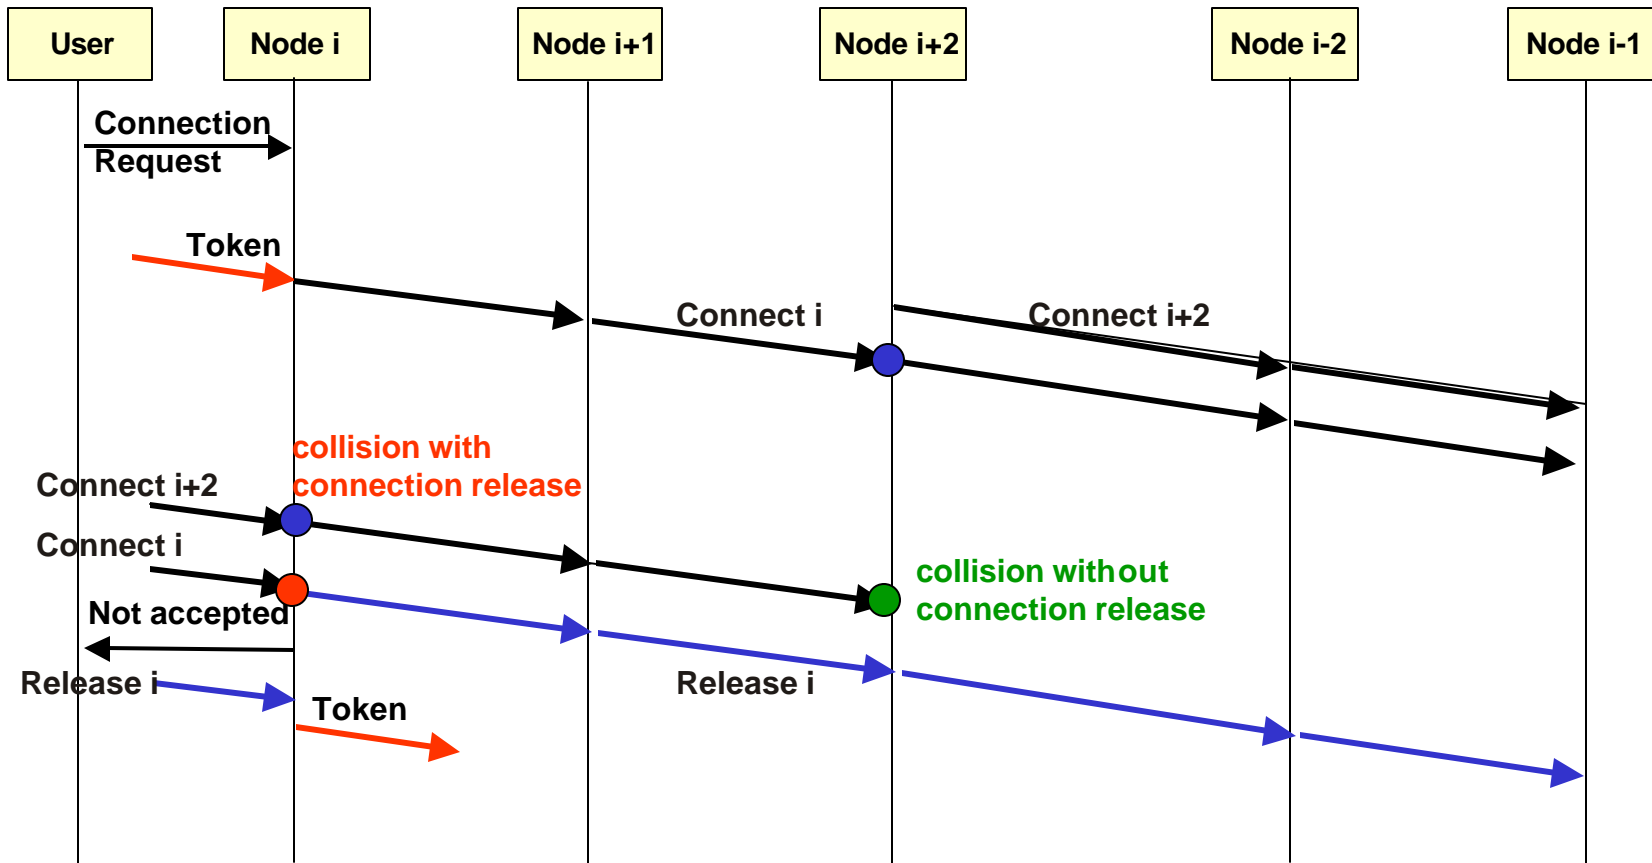 User
Node i
Node i+1
Node i+2
Node i-2
Node i-1
Connection
Request
Token
Connect i
Connect i+2
collision with
connection release
Connect i+2
Connect i
collision without
connection release
Not accepted
Release i
Release i
Token